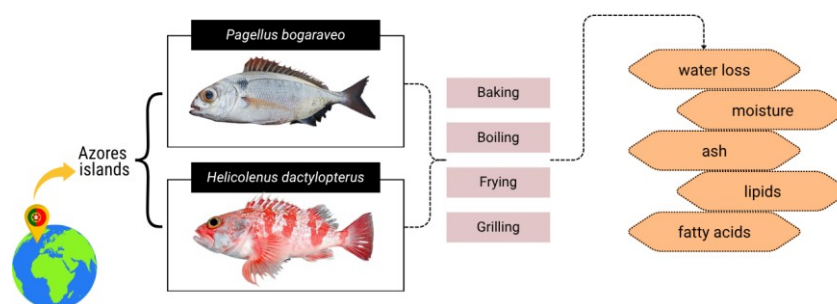 Pagellus bogaraveo
Azores
islands
Helicolenus dactylopterus
Baking
Boiling
Frying
Grilling
water loss
moisture
ash
lipids
fatty acids